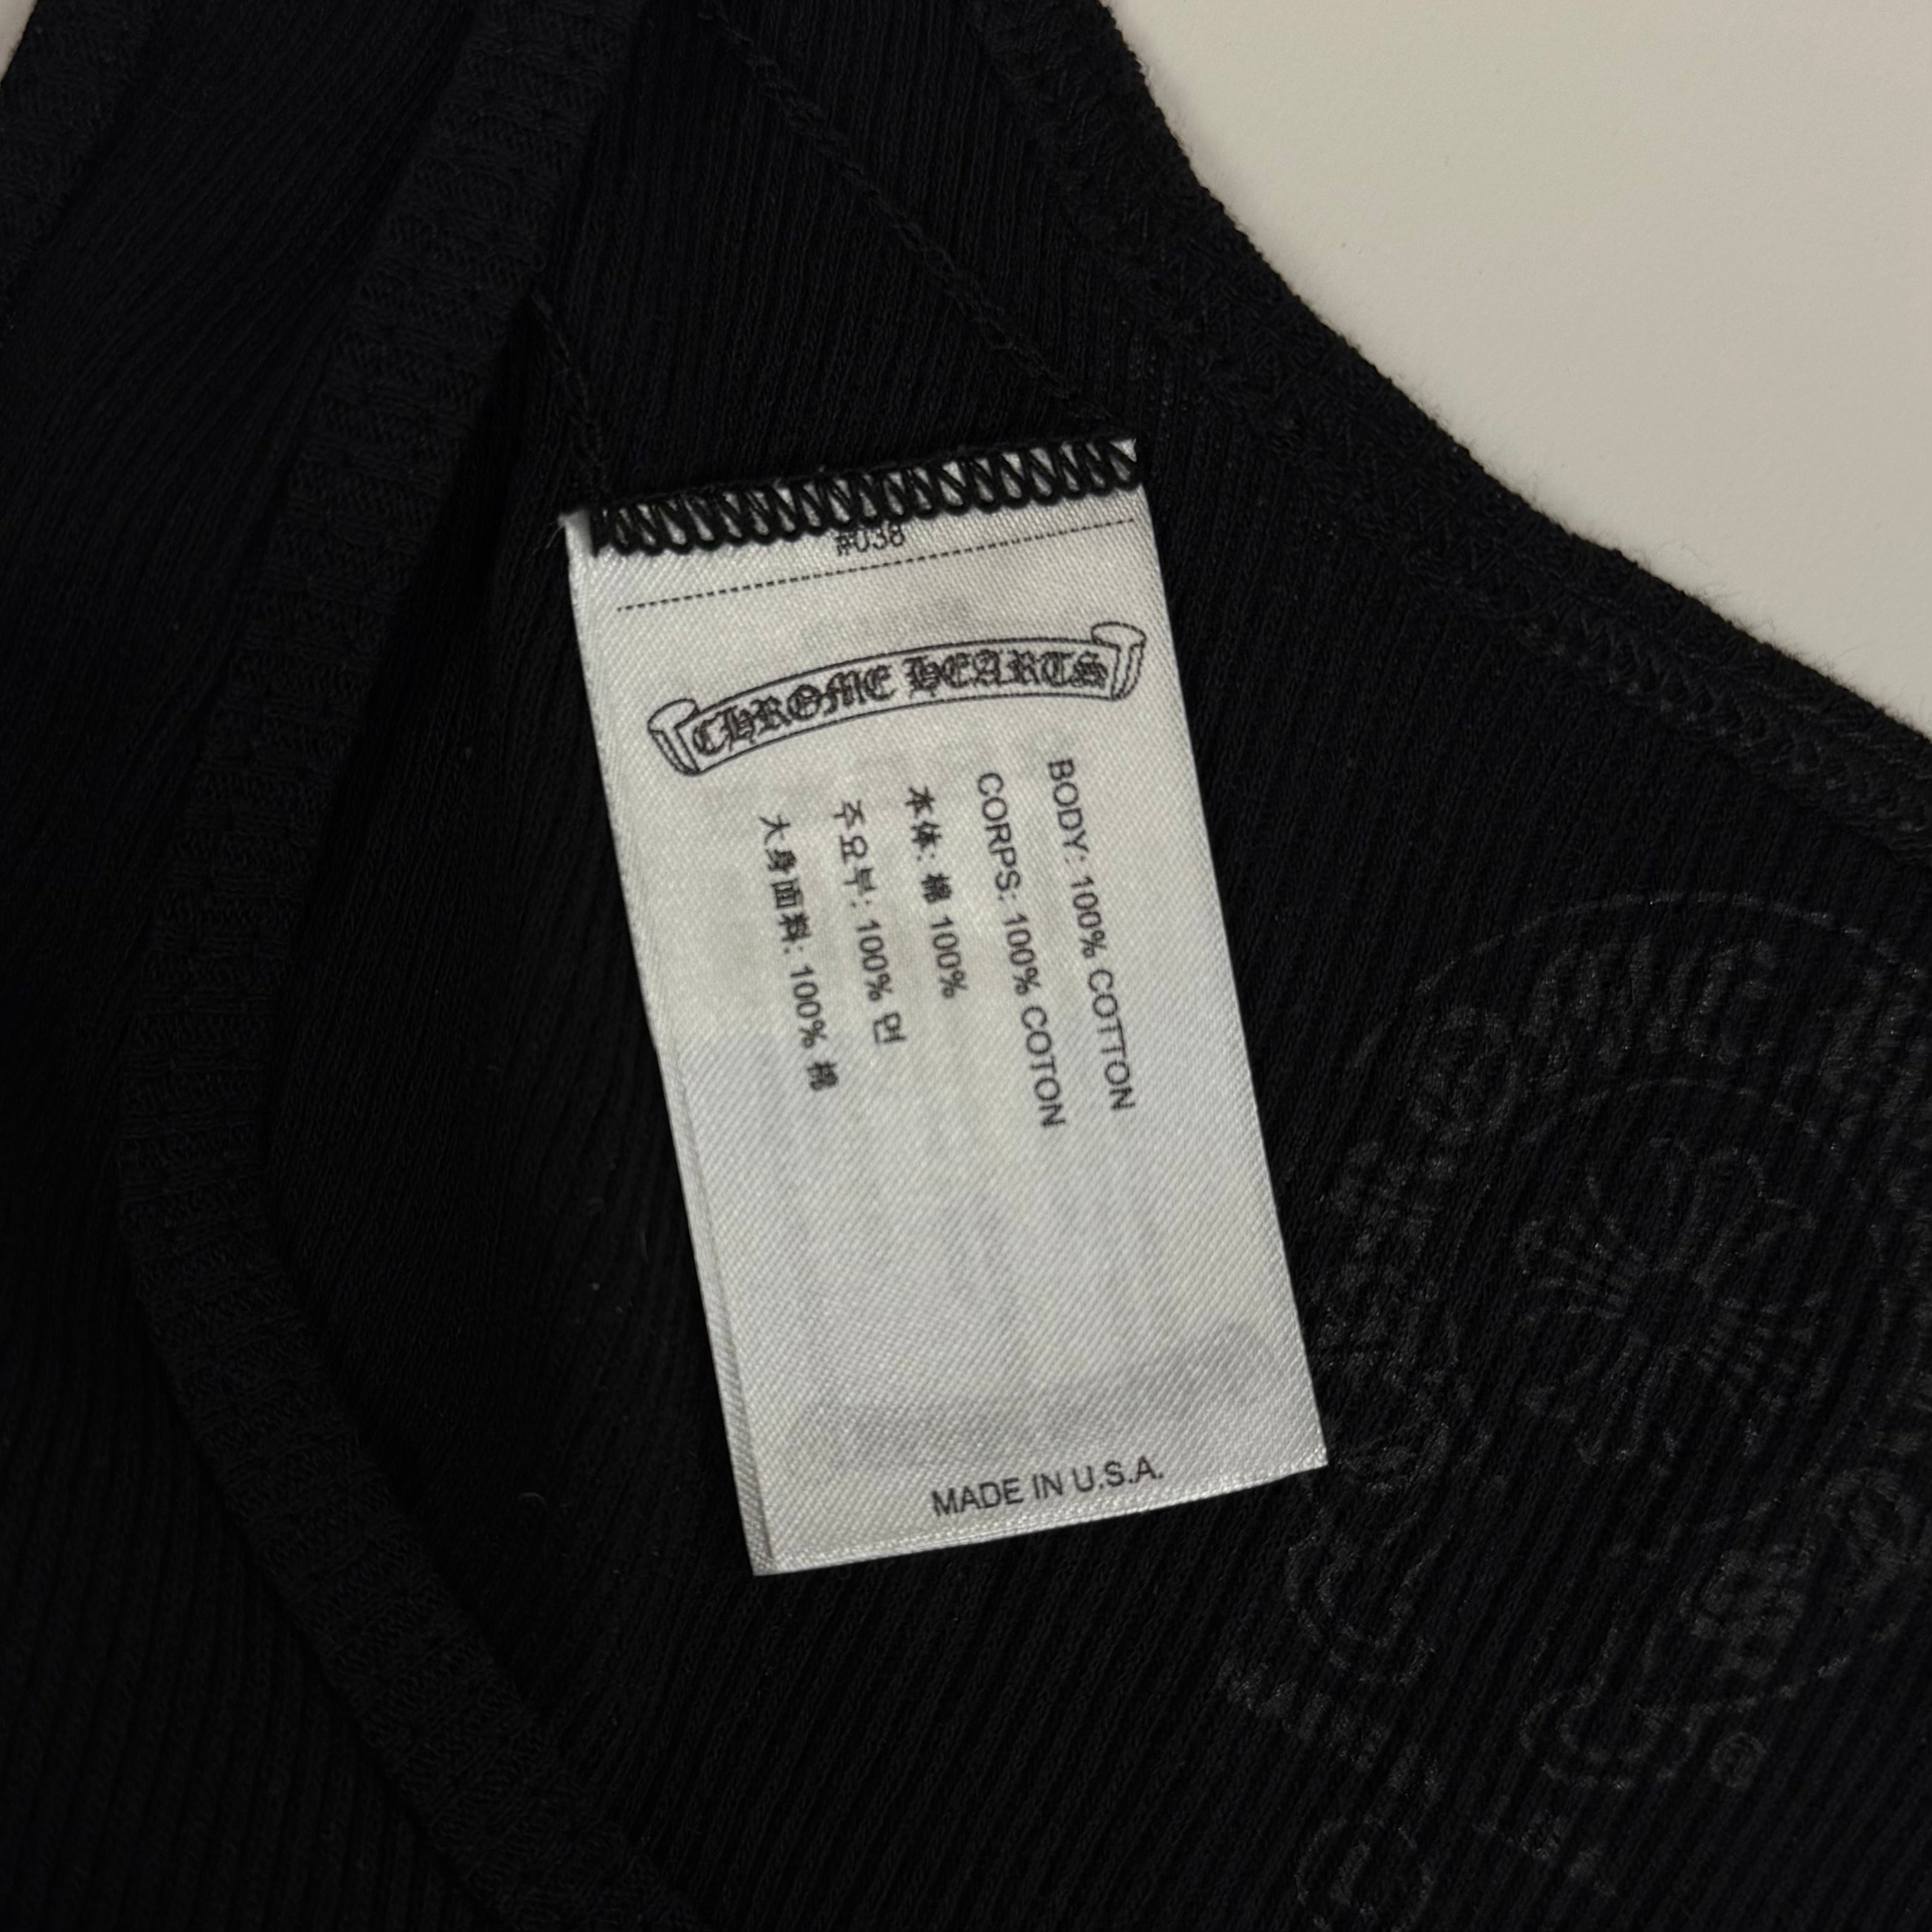 #038
CHROME HEARTS
BODY: 100% COTTON
CORPS: 100% COTON
本体: 棉 100%
주요부: 100% 면
大身面料: 100% 棉
MADE IN U.S.A.
®